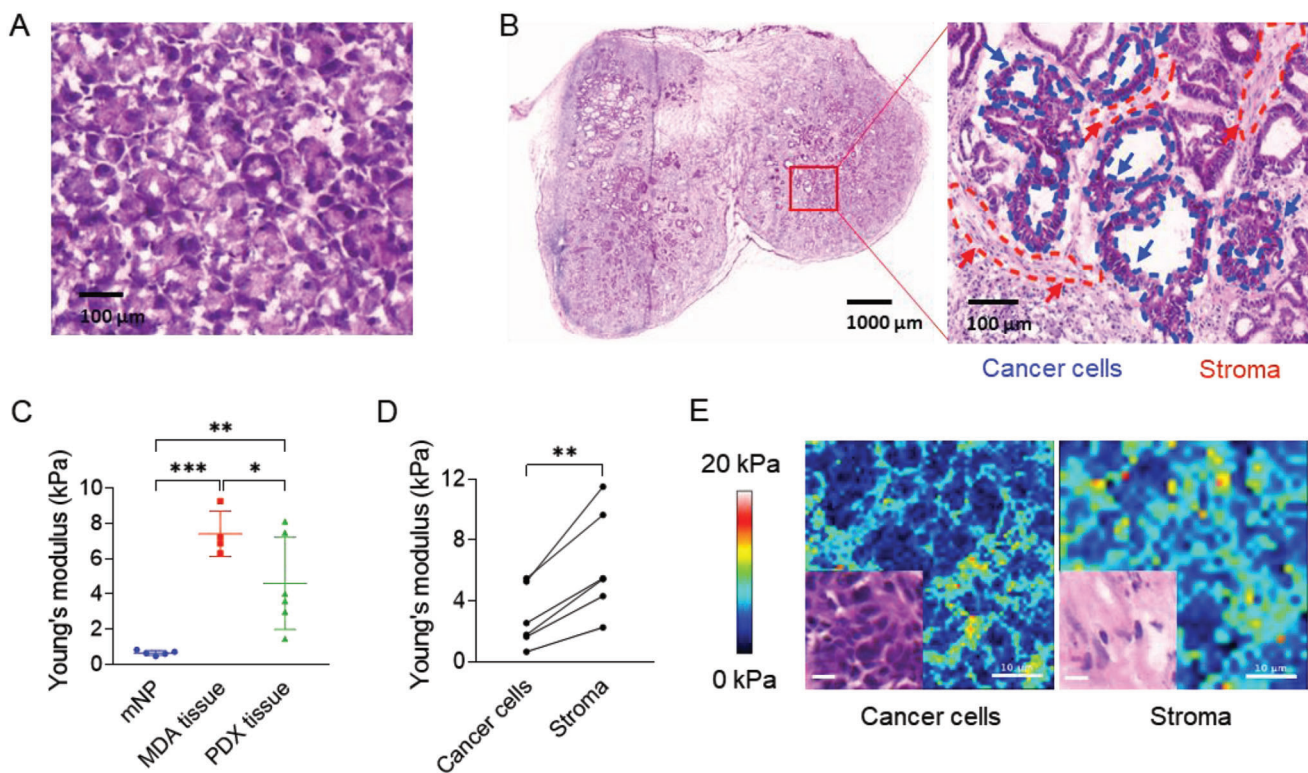 A
100 μm
B
1000 μm
100 μm
Cancer cells
Stroma
C
Young's modulus (kPa)
10
8
6
4
2
0
**
***
*
mNP
MDA tissue
PDX tissue
D
Young's modulus (kPa)
12
8
4
0
**
Cancer cells
Stroma
E
20 kPa
0 kPa
10 μm
10 μm
Cancer cells
Stroma